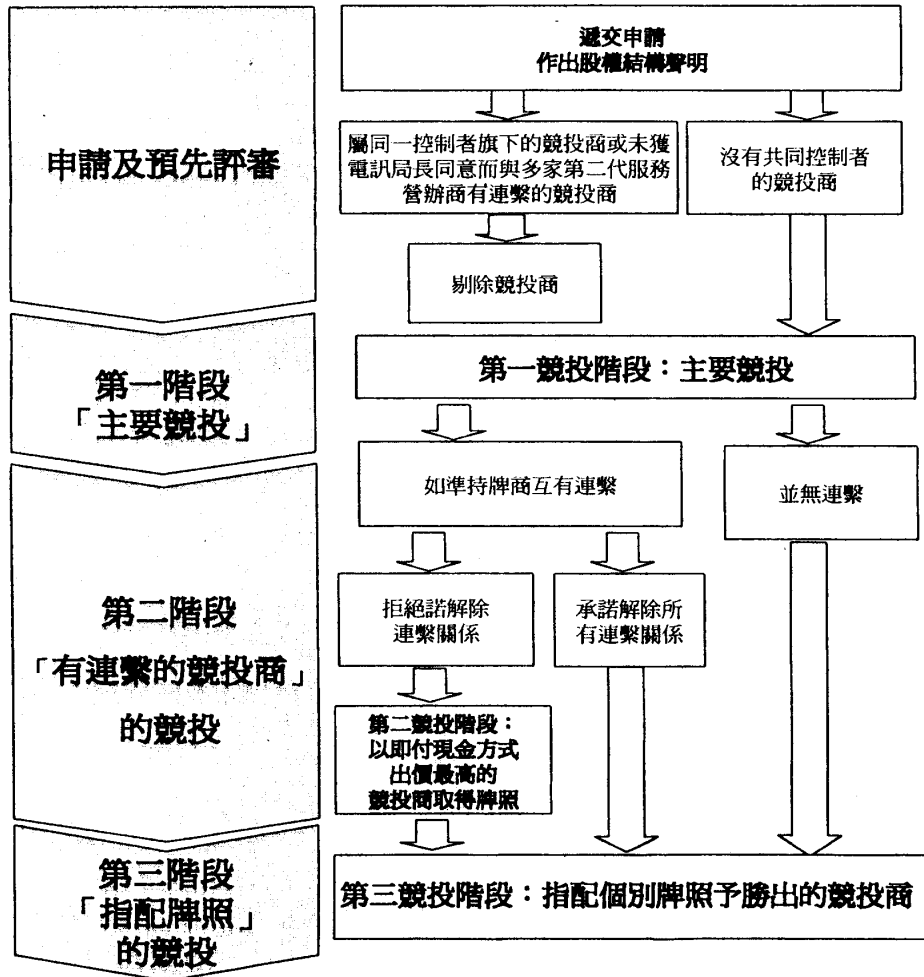 遞交申請
作出股權結構聲明
申請及預先評審
屬同一控制者旗下的競投商或未獲
電訊局長同意而與多家第二代服務
營辦商有連繫的競投商
沒有共同控制者
的競投商
剔除競投商
第一階段
「主要競投」
第一競投階段：主要競投
如準持牌商互有連繫
並無連繫
第二階段
「有連繫的競投商」
的競投
拒絕諾解除
連繫關係
承諾解除所
有連繫關係
第二競投階段：
以即付現金方式
出價最高的
競投商取得牌照
第三階段
「指配牌照」
的競投
第三競投階段：指配個別牌照予勝出的競投商